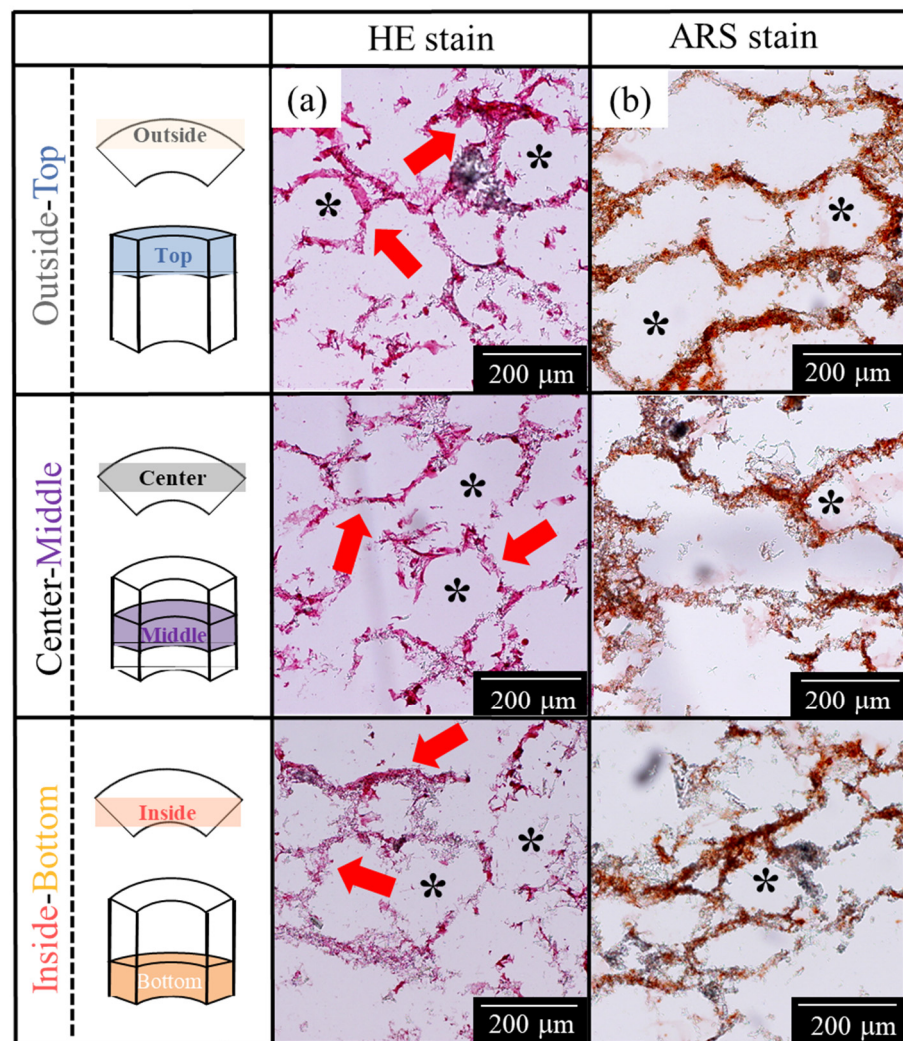 HE stain
ARS stain
Outside-Top
Outside
Top
(a)
*
*
200 μm
(b)
*
*
200 μm
Center-Middle
Center
Middle
*
*
200 μm
*
200 μm
Inside-Bottom
Inside
Bottom
*
*
200 μm
*
200 μm